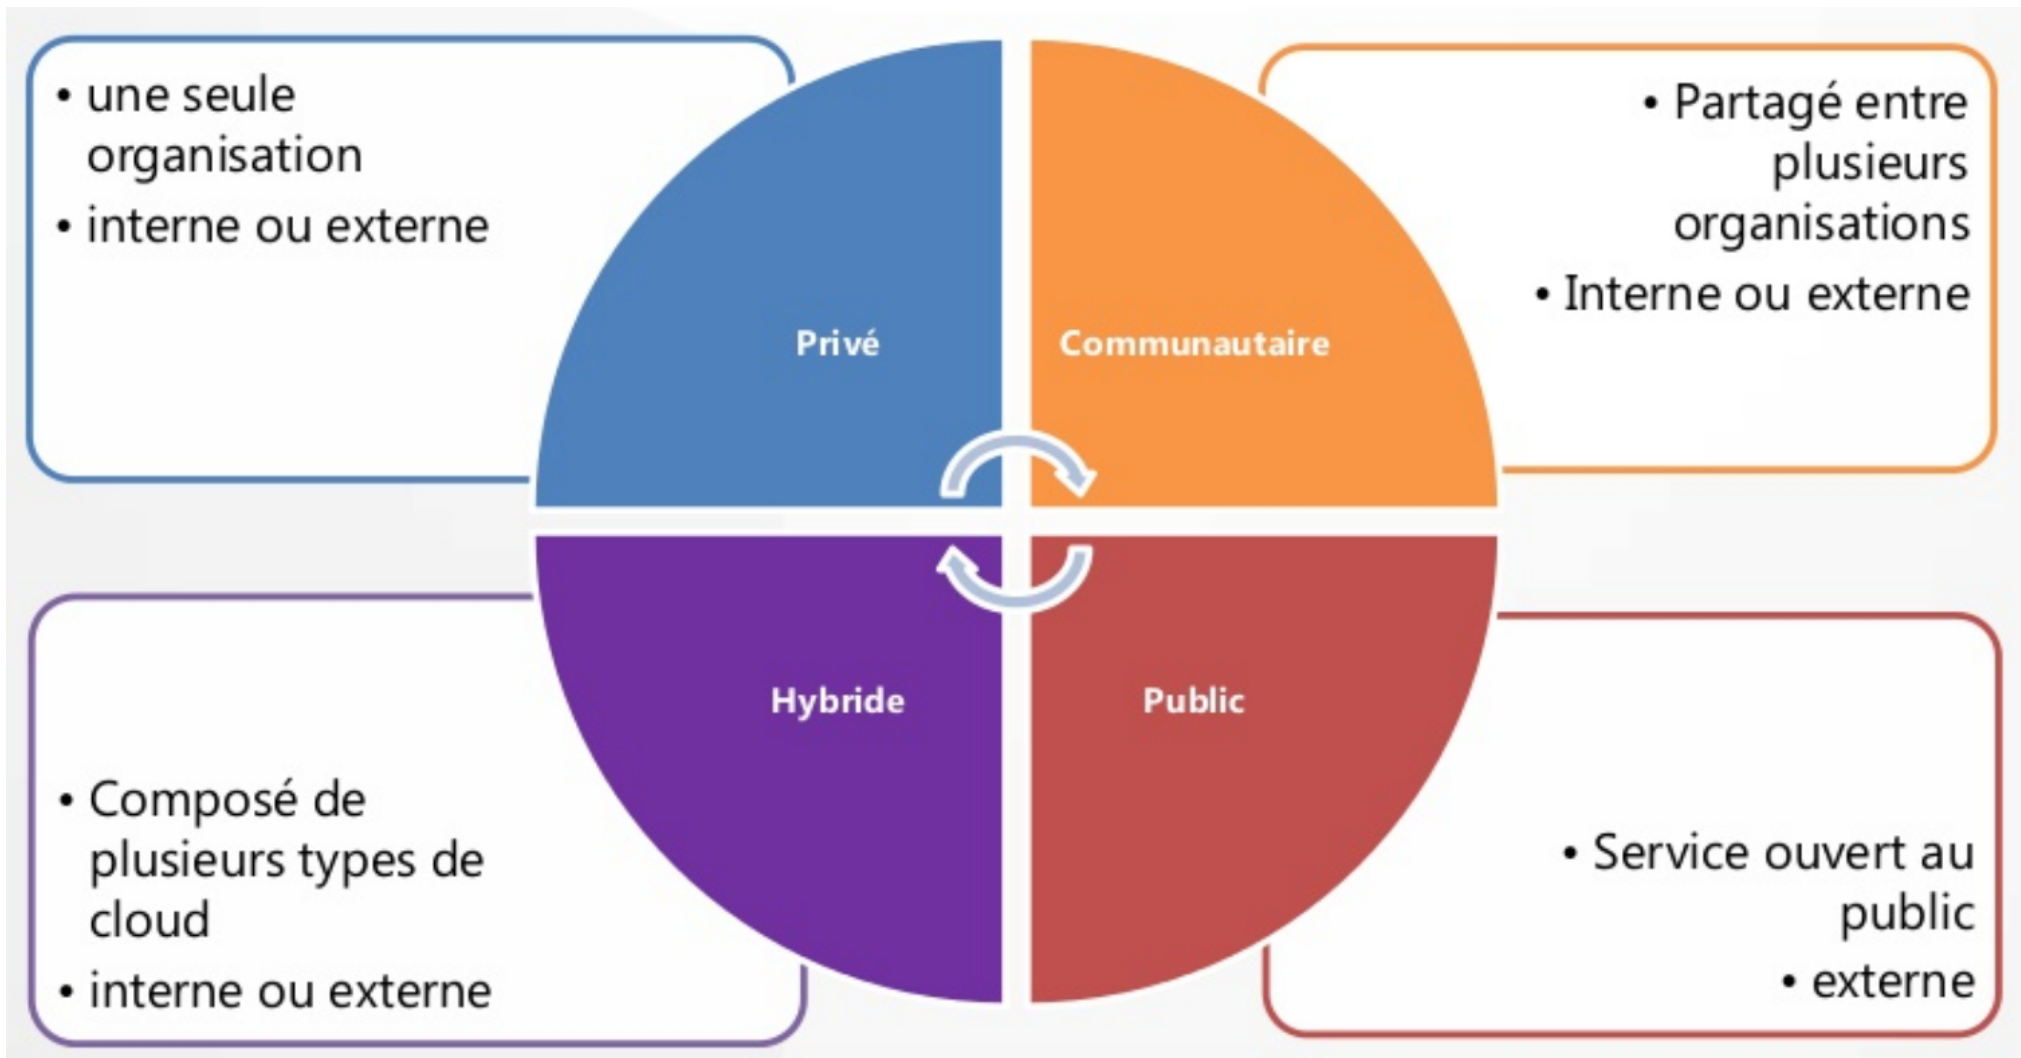 • une seule
organisation
• interne ou externe
Privé
Communautaire
• Partagé entre
plusieurs
organisations
• Interne ou externe
Hybride
• Composé de
plusieurs types de
cloud
• interne ou externe
Public
• Service ouvert au
public
• externe